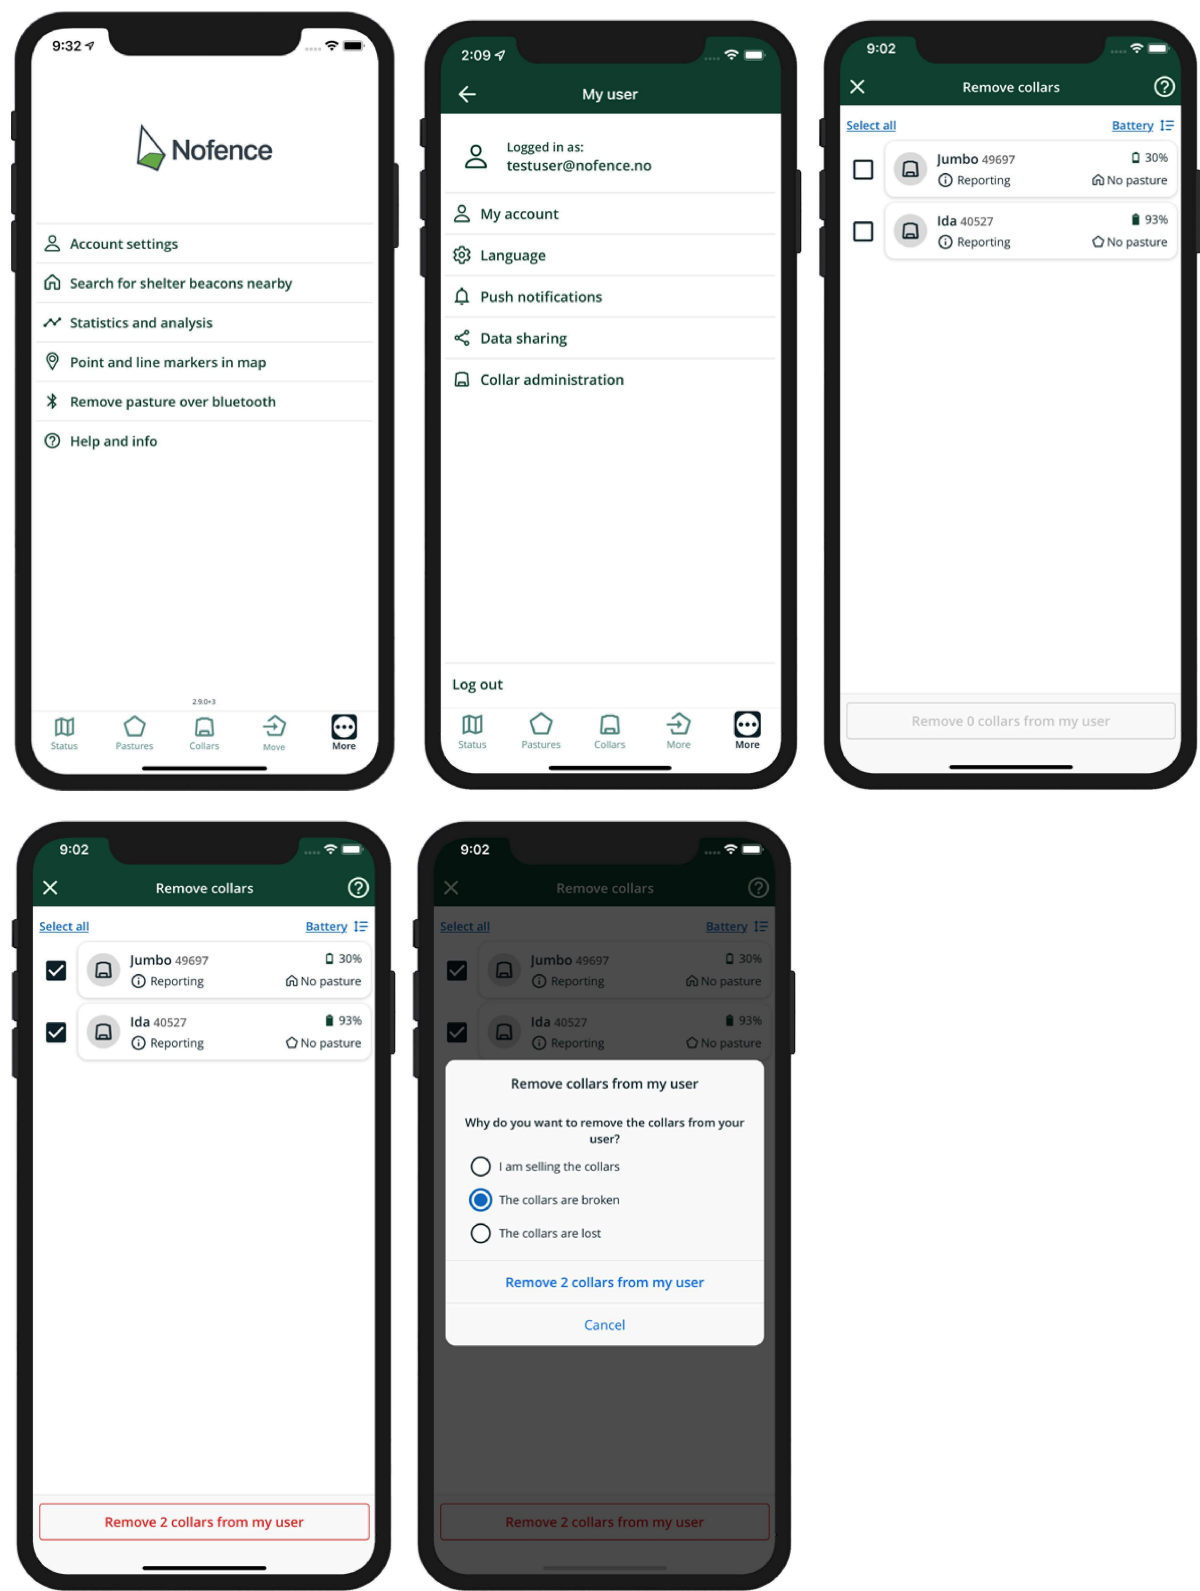 9:32
Nofence
Account settings
Search for shelter beacons nearby
Statistics and analysis
Point and line markers in map
Remove pasture over bluetooth
Help and info
2.9.0+3
Status
Pastures
Collars
Move
More
2:09
My user
Logged in as:
testuser@nofence.no
My account
Language
Push notifications
Data sharing
Collar administration
Log out
Status
Pastures
Collars
More
More
9:02
Remove collars
Select all Battery
Jumbo 49697 30%
Reporting No pasture
Ida 40527 93%
Reporting No pasture
Remove 0 collars from my user
9:02
Remove collars
Select all Battery
Jumbo 49697 30%
Reporting No pasture
Ida 40527 93%
Reporting No pasture
Remove 2 collars from my user
9:02
Remove collars
Select all Battery
Jumbo 49697 30%
Reporting No pasture
Ida 40527 93%
Reporting No pasture
Remove collars from my user
Why do you want to remove the collars from your
user?
I am selling the collars
The collars are broken
The collars are lost
Remove 2 collars from my user
Cancel
Remove 2 collars from my user